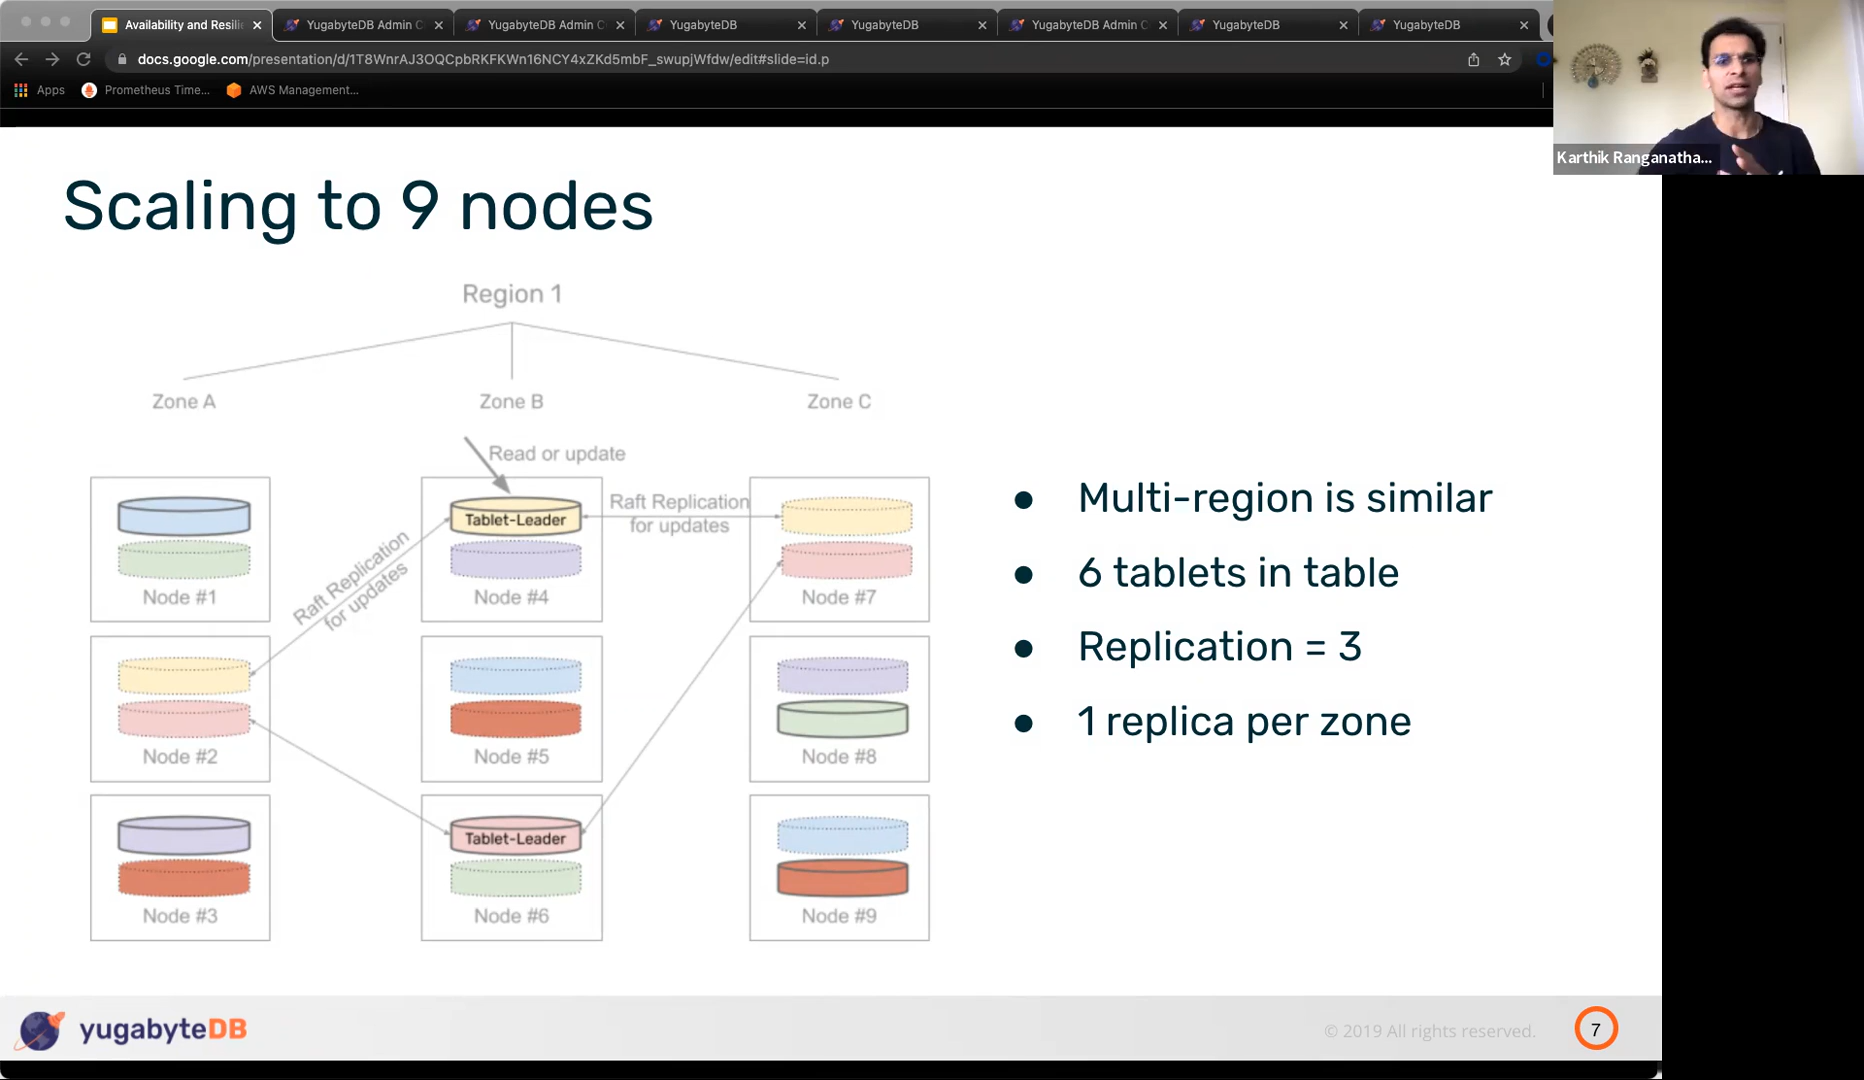 Availability and Resili
YugabyteDB Admin C
YugabyteDB Admin C
YugabyteDB
YugabyteDB
YugabyteDB Admin C
YugabyteDB
YugabyteDB
docs.google.com/presentation/d/1T8WnrAJ3OQCpbRKFKWn16NCY4xZKd5mbF_swupjWfdw/edit#slide=id.p
Apps
Prometheus Time...
AWS Management...
Karthik Ranganatha...
Scaling to 9 nodes
Region 1
Zone A
Zone B
Zone C
Read or update
Raft Replication
for updates
Raft Replication
for updates
Tablet-Leader
Node #1
Node #4
Node #7
Node #2
Node #5
Node #8
Tablet-Leader
Node #3
Node #6
Node #9
● Multi-region is similar
● 6 tablets in table
● Replication = 3
● 1 replica per zone
yugabyteDB
© 2019 All rights reserved.
7